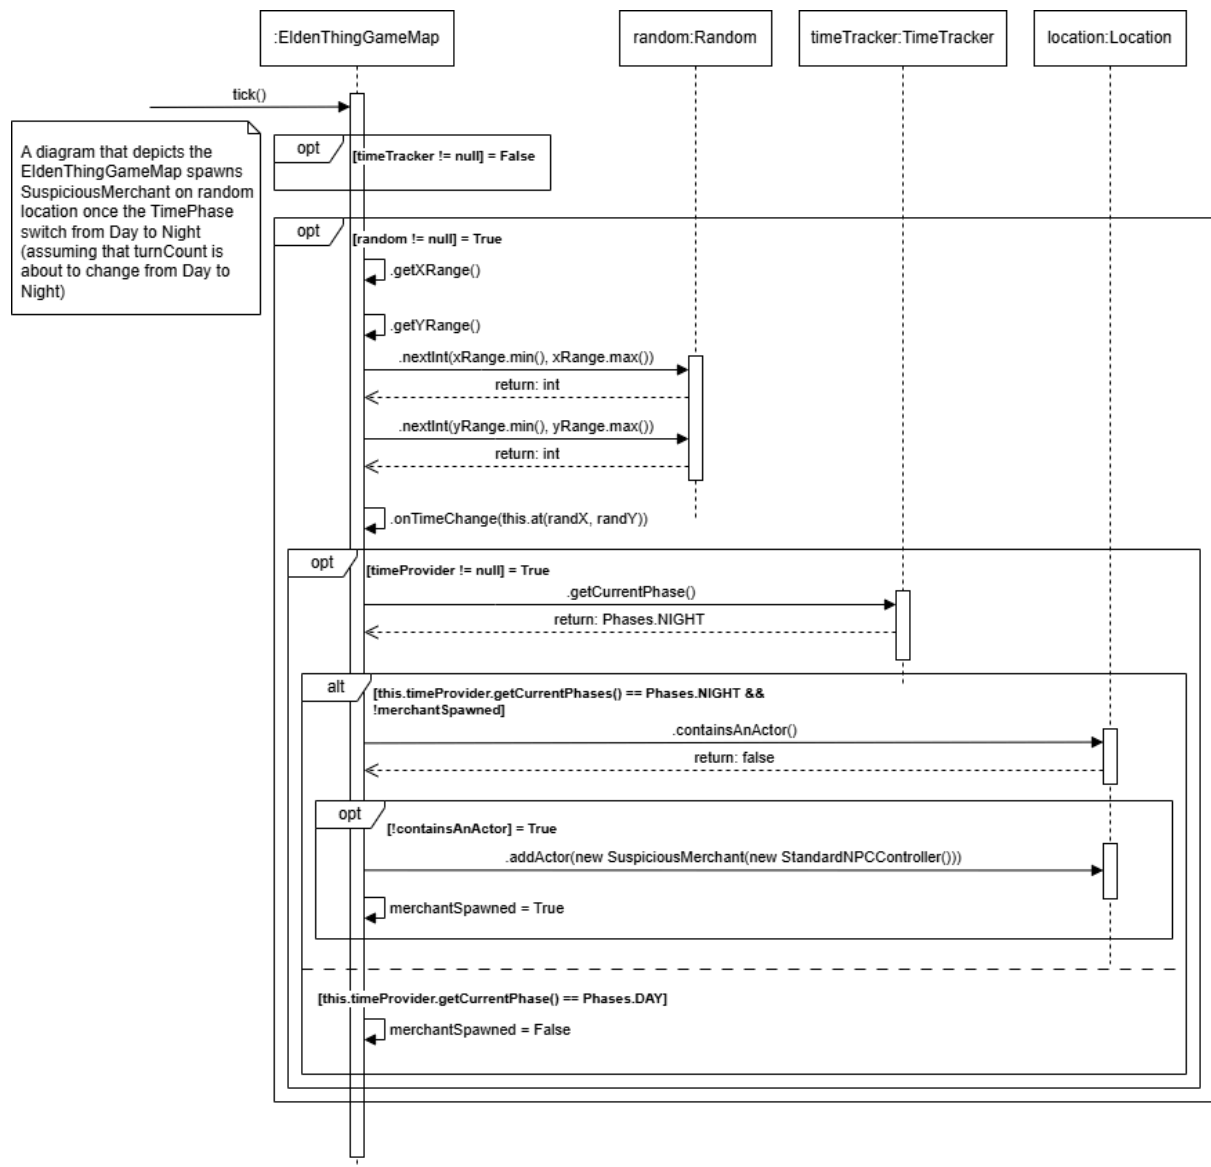 :EldenThingGameMap
random:Random
timeTracker:TimeTracker
location:Location
tick()
A diagram that depicts the
EldenThingGameMap spawns
SuspiciousMerchant on random
location once the TimePhase
switch from Day to Night
(assuming that turnCount is
about to change from Day to
Night)
opt
[timeTracker != null] = False
opt
[random != null] = True
.getXRange()
.getYRange()
.nextInt(xRange.min(), xRange.max())
return: int
.nextInt(yRange.min(), yRange.max())
return: int
.onTimeChange(this.at(randX, randY))
opt
[timeProvider != null] = True
.getCurrentPhase()
return: Phases.NIGHT
alt
[this.timeProvider.getCurrentPhases() == Phases.NIGHT &&
!merchantSpawned]
.containsAnActor()
return: false
opt
[!containsAnActor] = True
.addActor(new SuspiciousMerchant(new StandardNPCController()))
merchantSpawned = True
[this.timeProvider.getCurrentPhase() == Phases.DAY]
merchantSpawned = False